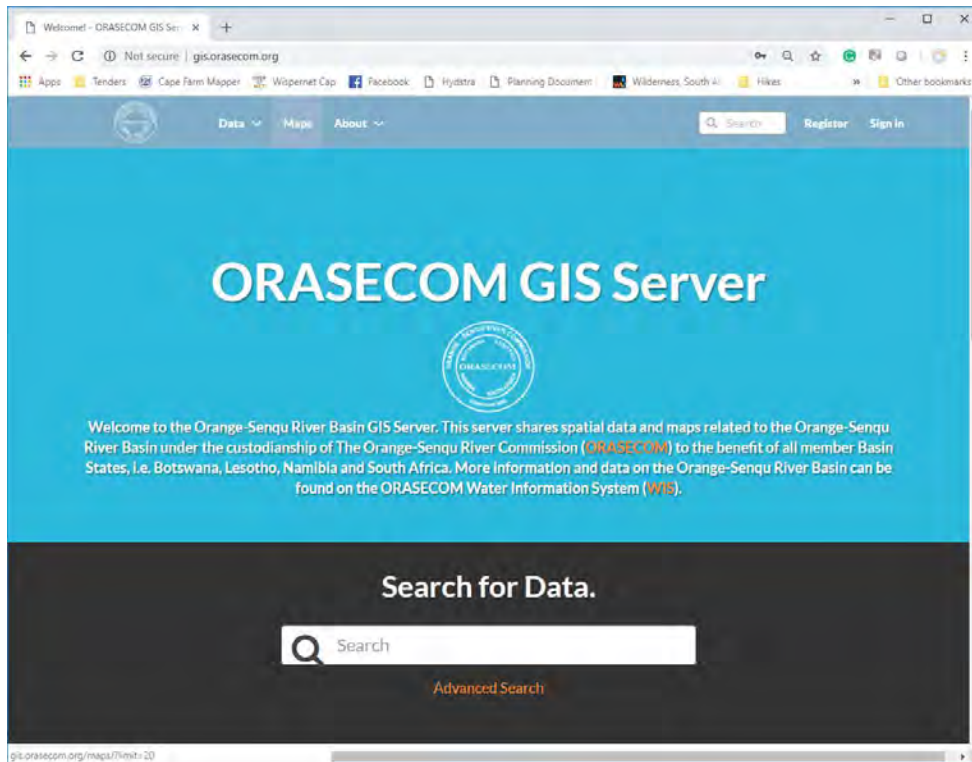 Welcome! - ORASECOM GIS Ser
Not secure | gis.orasecom.org
Apps Tenders Cape Farm Mapper Wispernet Cap Facebook Hydstra Planning Document Wilderness, South A Hikes » Other bookmarks
Data Maps About Search Register Sign in
ORASECOM GIS Server
ORASECOM
Welcome to the Orange-Senqu River Basin GIS Server. This server shares spatial data and maps related to the Orange-Senqu
River Basin under the custodianship of The Orange-Senqu River Commission (ORASECOM) to the benefit of all member Basin
States, i.e. Botswana, Lesotho, Namibia and South Africa. More information and data on the Orange-Senqu River Basin can be
found on the ORASECOM Water Information System (WIS).
Search for Data.
Search
Advanced Search
gis.orasecom.org/maps/?limit=20